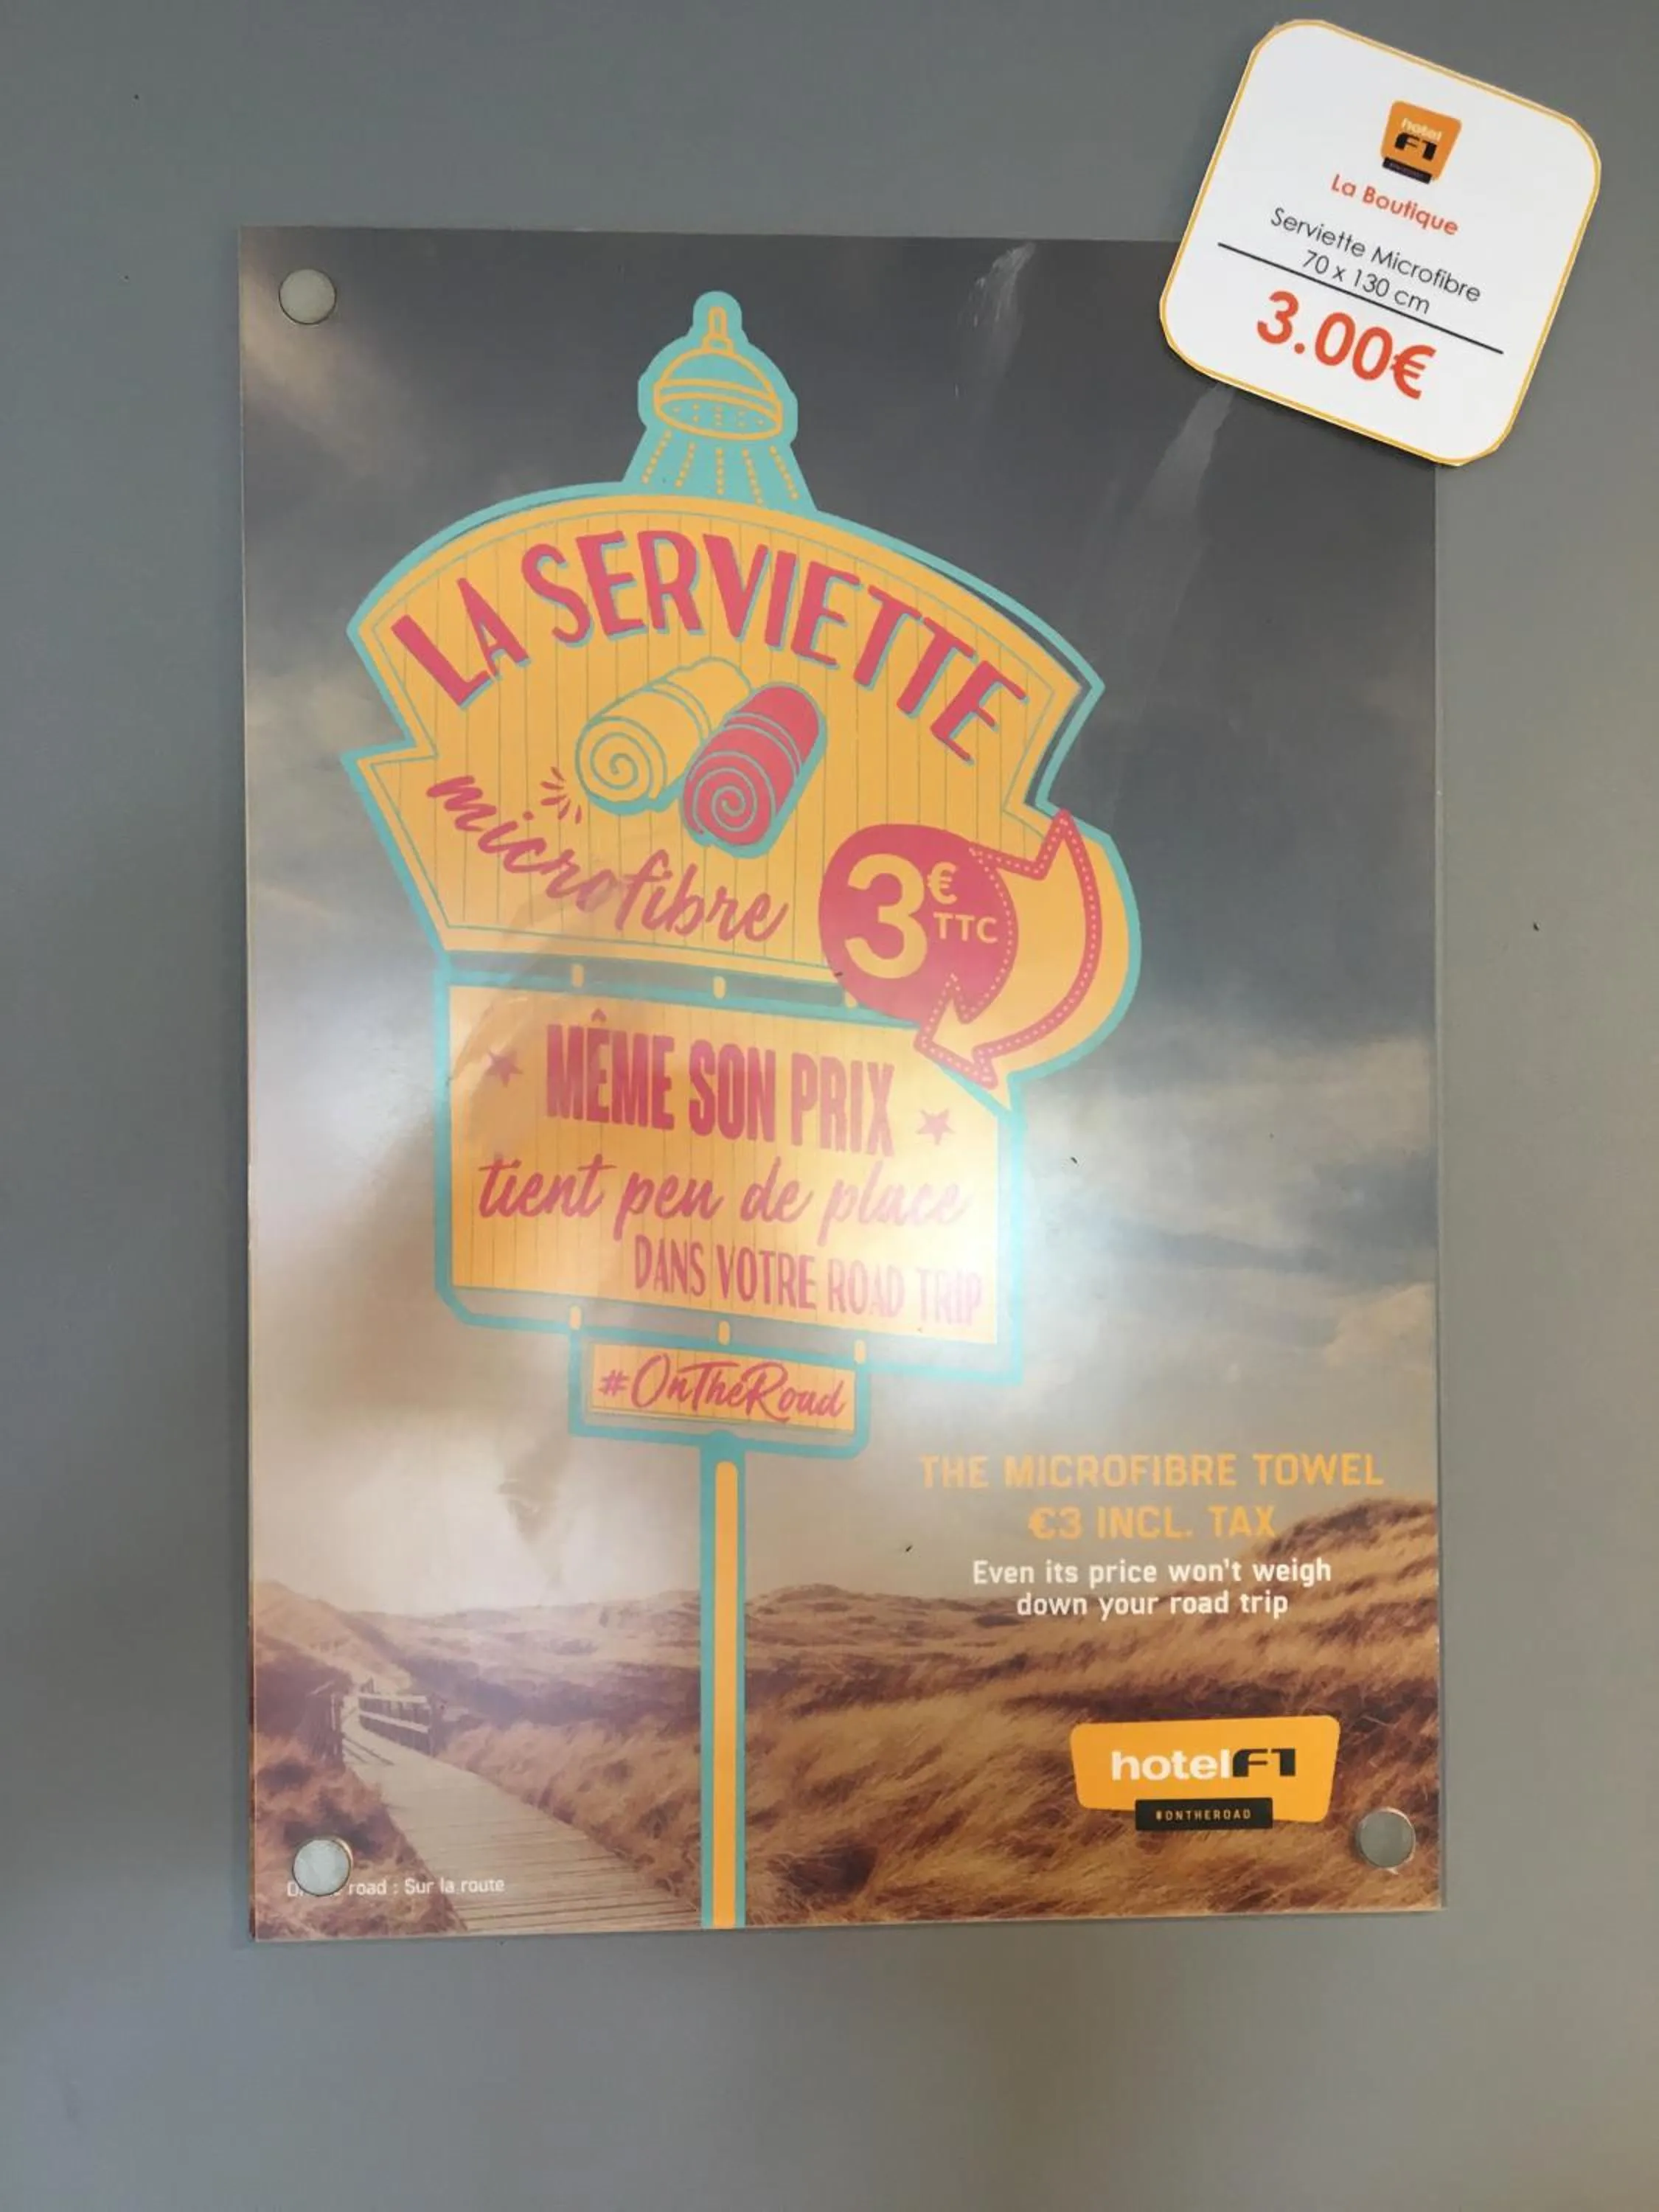 hotel
F1
La Boutique
Serviette Microfibre
70 x 130 cm
3.00€
LA SERVIETTE
microfibre
3€
TTC
MÊME SON PRIX
tient peu de place
DANS VOTRE ROAD TRIP
#OnTheRoad
THE MICROFIBRE TOWEL
€3 INCL. TAX
Even its price won't weigh
down your road trip
hotelF1
#ONTHEROAD
road : Sur la route